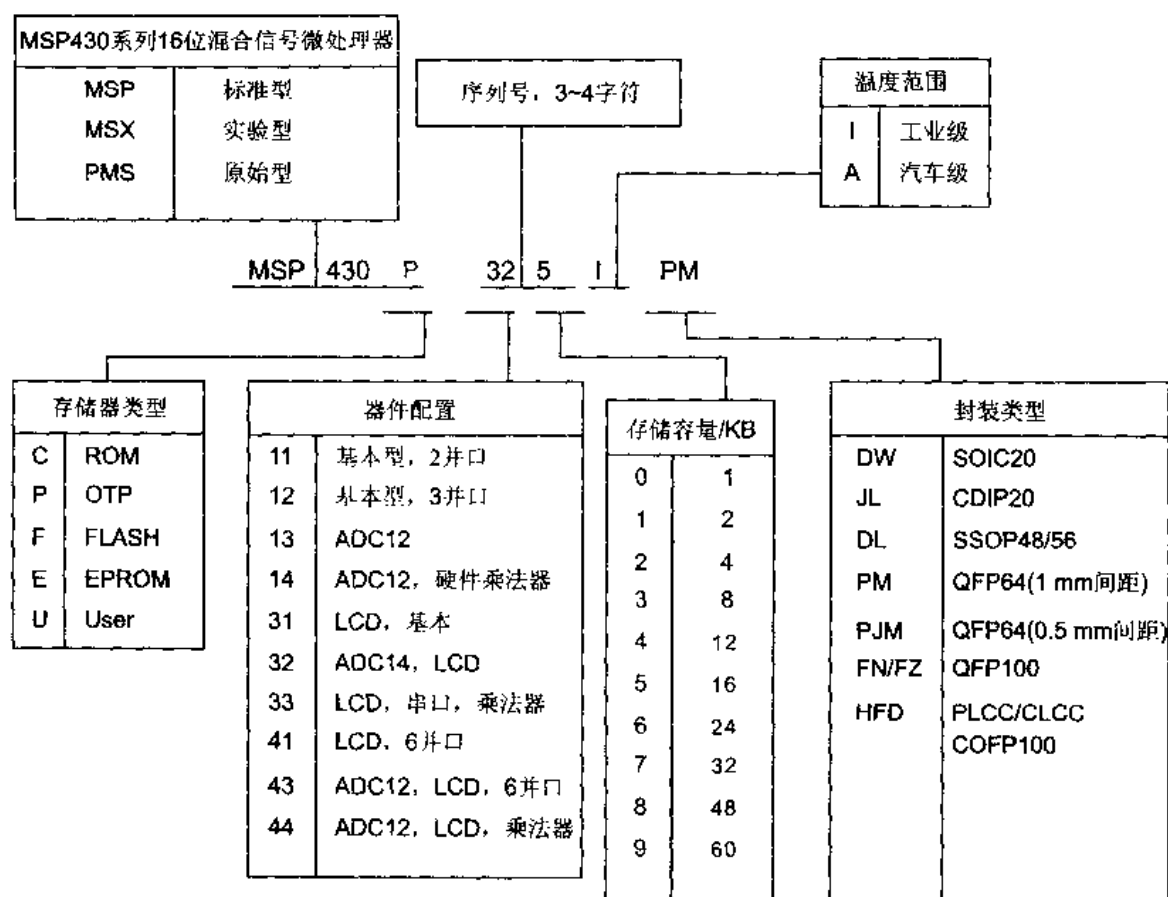 MSP430系列16位混合信号微处理器
MSP 标准型
MSX 实验型
PMS 原始型
序列号，3~4字符
温度范围
I 工业级
A 汽车级
MSP 430 P 32 5 I PM
存储器类型
C ROM
P OTP
F FLASH
E EPROM
U User
器件配置
11 基本型，2并口
12 基本型，3并口
13 ADC12
14 ADC12，硬件乘法器
31 LCD，基本
32 ADC14，LCD
33 LCD，串口，乘法器
41 LCD，6并口
43 ADC12，LCD，6并口
44 ADC12，LCD，乘法器
存储容量/KB
0 1
1 2
2 4
3 8
4 12
5 16
6 24
7 32
8 48
9 60
封装类型
DW SOIC20
JL CDIP20
DL SSOP48/56
PM QFP64(1 mm间距)
PJM QFP64(0.5 mm间距)
FN/FZ QFP100
HFD PLCC/CLCC
COFP100